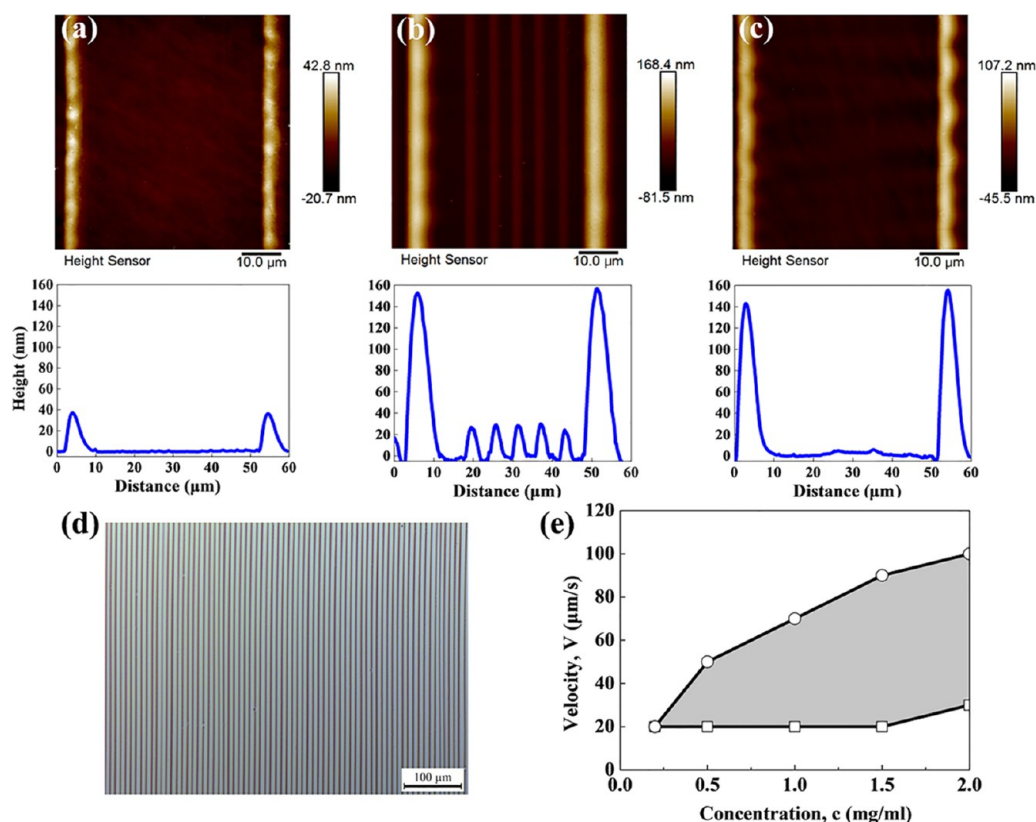 (a)
42.8 nm
-20.7 nm
Height Sensor
10.0 µm
(b)
168.4 nm
-81.5 nm
Height Sensor
10.0 µm
(c)
107.2 nm
-45.5 nm
Height Sensor
10.0 µm
Height (nm)
160
140
120
100
80
60
40
20
0
0 10 20 30 40 50 60
Distance (µm)
160
140
120
100
80
60
40
20
0
0 10 20 30 40 50 60
Distance (µm)
160
140
120
100
80
60
40
20
0
0 10 20 30 40 50 60
Distance (µm)
(d)
100 µm
(e)
Velocity, V (µm/s)
120
100
80
60
40
20
0
0.0 0.5 1.0 1.5 2.0
Concentration, c (mg/ml)